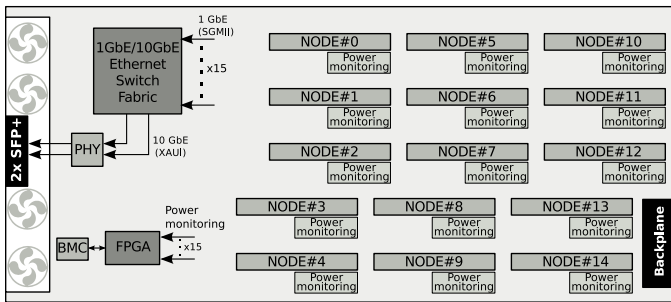 1 GbE
(SGMII)
1GbE/10GbE
Ethernet
Switch
Fabric
x15
10 GbE
(XAUI)
PHY
2x SFP+
NODE#0
Power
monitoring
NODE#5
Power
monitoring
NODE#10
Power
monitoring
NODE#1
Power
monitoring
NODE#6
Power
monitoring
NODE#11
Power
monitoring
NODE#2
Power
monitoring
NODE#7
Power
monitoring
NODE#12
Power
monitoring
NODE#3
Power
monitoring
NODE#8
Power
monitoring
NODE#13
Power
monitoring
Power
monitoring
x15
BMC
FPGA
NODE#4
Power
monitoring
NODE#9
Power
monitoring
NODE#14
Power
monitoring
Backplane